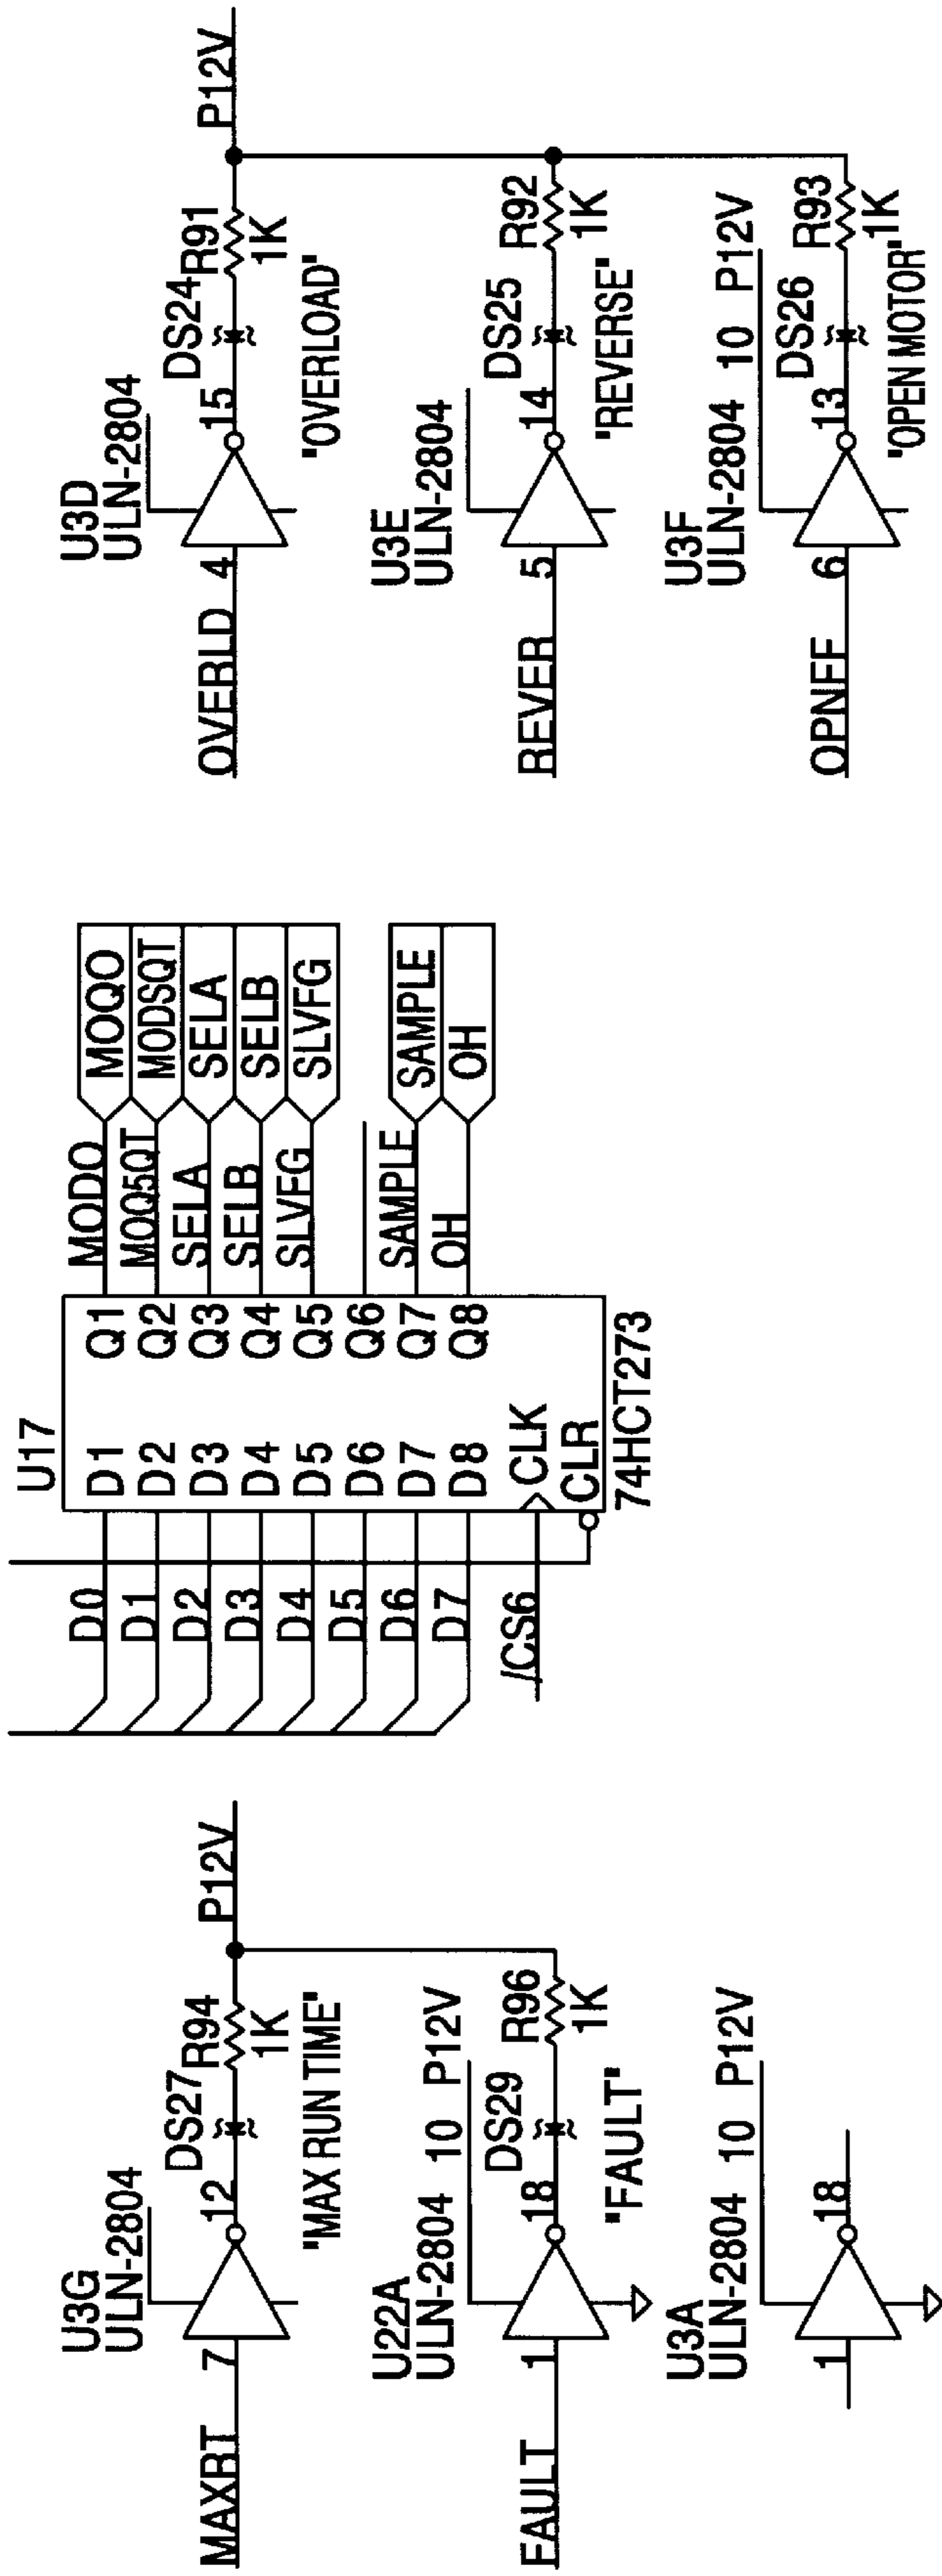 U3G
ULN-2804
MAXRT 7 12 DS27 R94 P12V
1K
"MAX RUN TIME"
U22A
ULN-2804 10 P12V
FAULT 1 18 DS29 R96
1K
"FAULT"
U3A
ULN-2804 10 P12V
1 18
U17
D0 D1 Q1 MODO MOQO
D1 D2 Q2 MOQ5QT MODSQT
D2 D3 Q3 SELA SELA
D3 D4 Q4 SELB SELB
D4 D5 Q5 SLVFG SLVFG
D5 D6 Q6
D6 D7 Q7 SAMPLE SAMPLE
D7 D8 Q8 OH OH
/CS6 CLK
CLR
74HCT273
U3D
ULN-2804
OVERLD 4 15 DS24 R91 P12V
1K
"OVERLOAD"
U3E
ULN-2804
REVER 5 14 DS25 R92
1K
"REVERSE"
U3F
ULN-2804 10 P12V
OPNFF 6 13 DS26 R93
1K
"OPEN MOTOR"